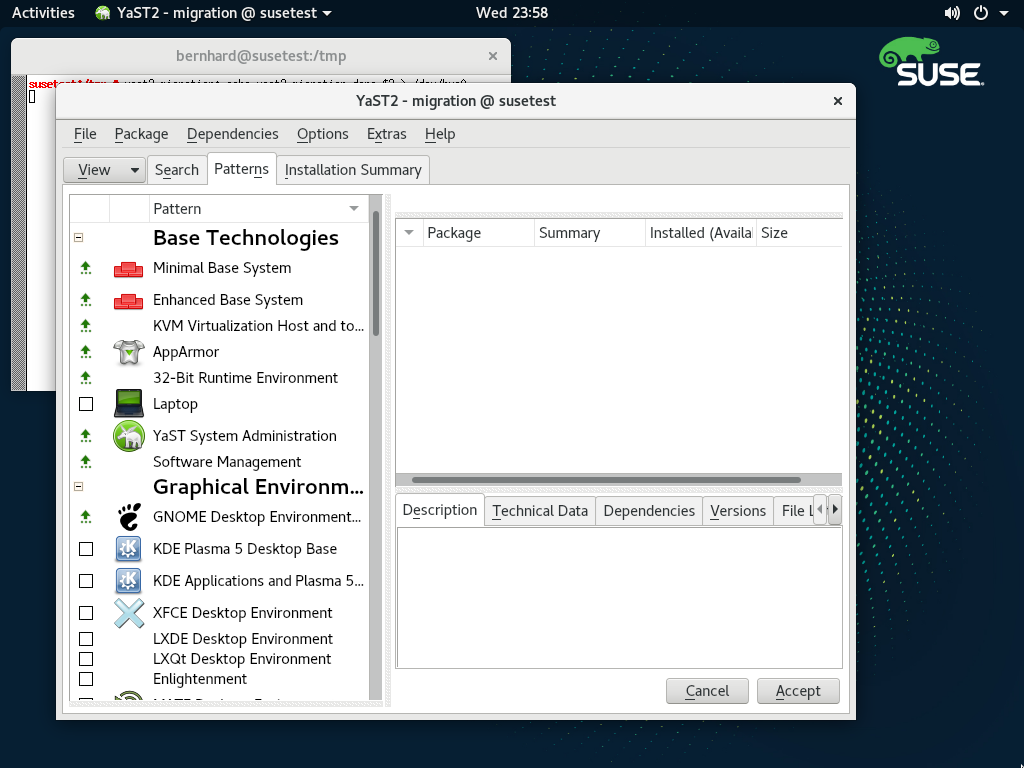 Activities YaST2 - migration @ susetest Wed 23:58
bernhard@susetest:/tmp
SUSE
YaST2 - migration @ susetest
File Package Dependencies Options Extras Help
View Search Patterns Installation Summary
Pattern
Base Technologies
Minimal Base System
Enhanced Base System
KVM Virtualization Host and to...
AppArmor
32-Bit Runtime Environment
Laptop
YaST System Administration
Software Management
Graphical Environm...
GNOME Desktop Environment...
KDE Plasma 5 Desktop Base
KDE Applications and Plasma 5...
XFCE Desktop Environment
LXDE Desktop Environment
LXQt Desktop Environment
Enlightenment
Package Summary Installed (Availa Size
Description Technical Data Dependencies Versions File L
Cancel Accept